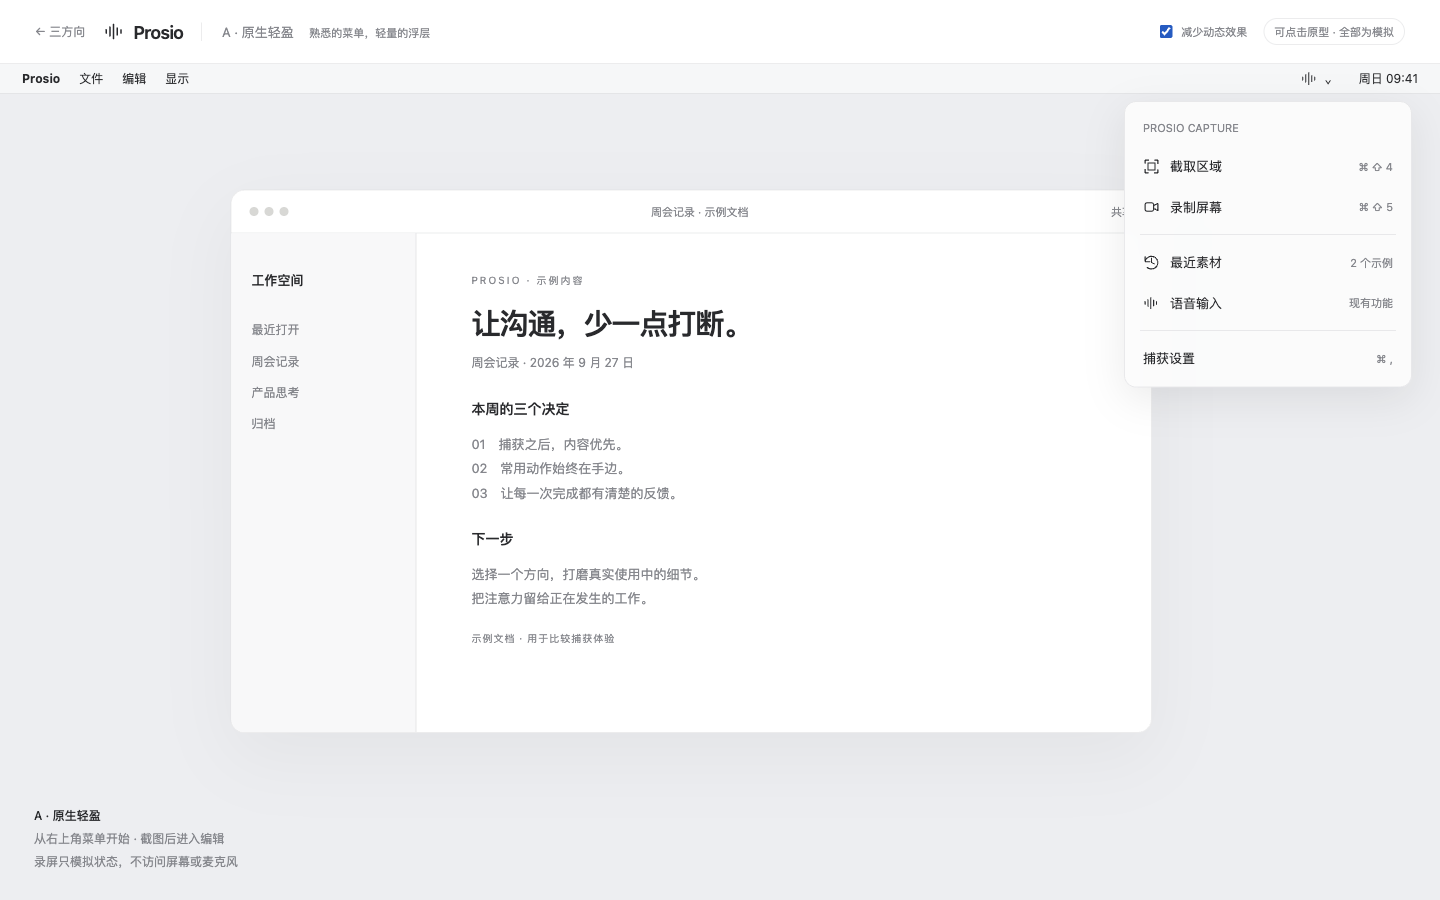 ← 三方向
Prosio
A · 原生轻盈
熟悉的菜单，轻量的浮层
减少动态效果
可点击原型 · 全部为模拟
Prosio 文件 编辑 显示
周日 09:41
PROSIO CAPTURE
截取区域 ⌘ ⇧ 4
录制屏幕 ⌘ ⇧ 5
最近素材 2 个示例
语音输入 现有功能
捕获设置 ⌘ ,
周会记录 · 示例文档
共
工作空间
最近打开
周会记录
产品思考
归档
PROSIO · 示例内容
让沟通，少一点打断。
周会记录 · 2026 年 9 月 27 日
本周的三个决定
01 捕获之后，内容优先。
02 常用动作始终在手边。
03 让每一次完成都有清楚的反馈。
下一步
选择一个方向，打磨真实使用中的细节。
把注意力留给正在发生的工作。
示例文档 · 用于比较捕获体验
A · 原生轻盈
从右上角菜单开始 · 截图后进入编辑
录屏只模拟状态，不访问屏幕或麦克风